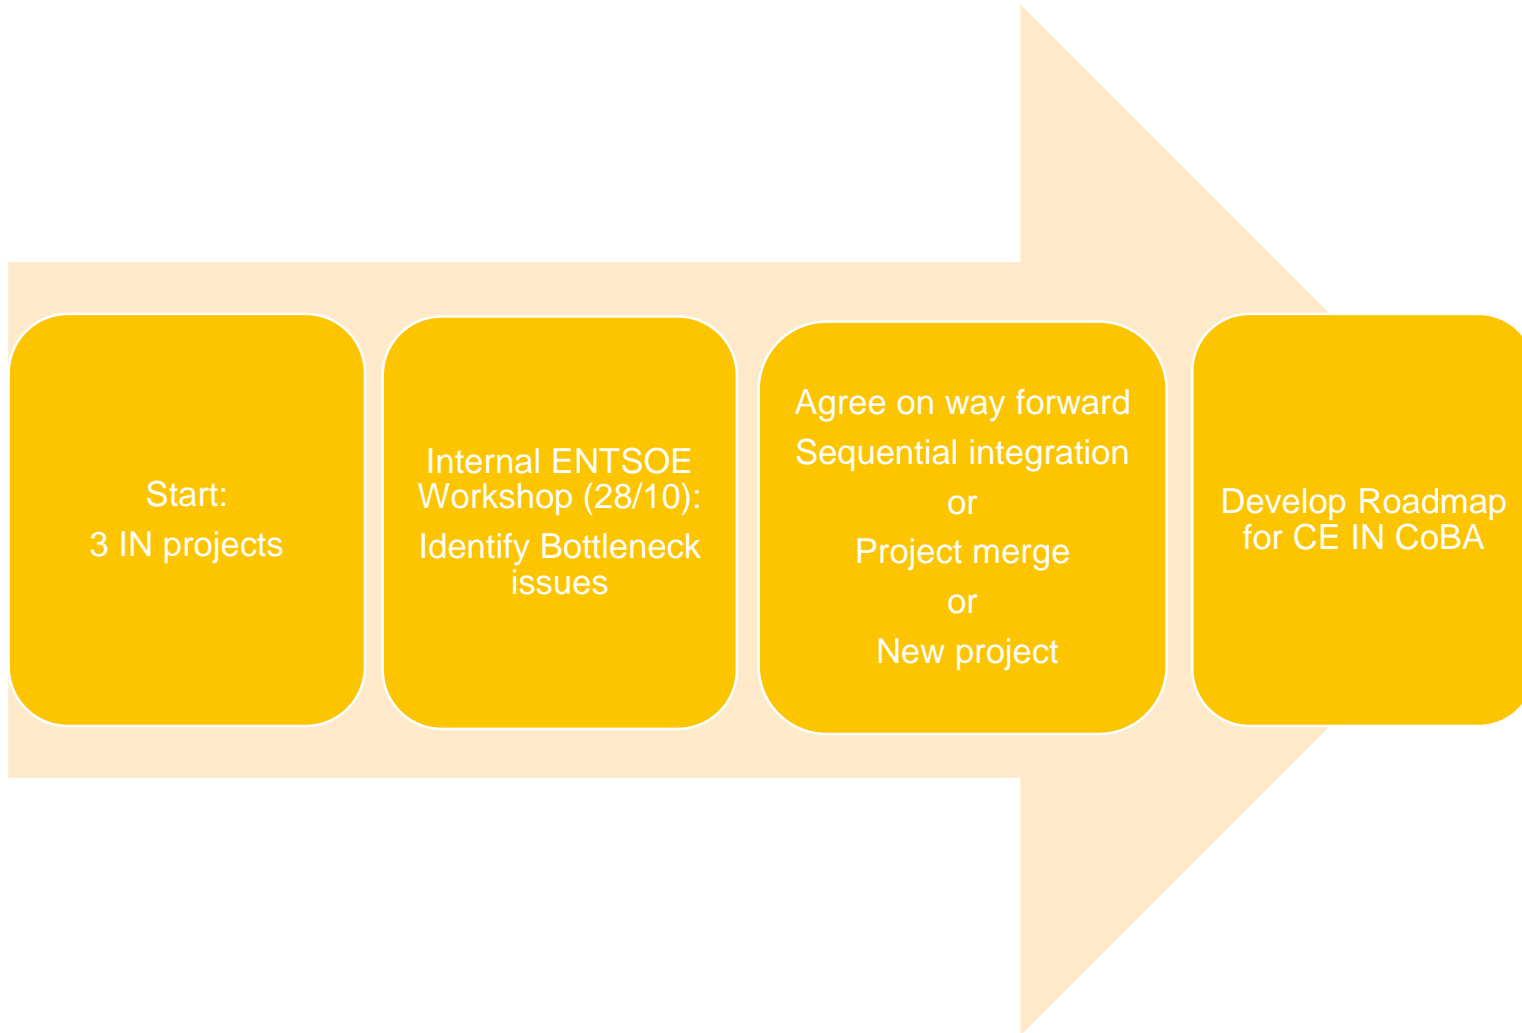 Start:
3 IN projects
Internal ENTSOE
Workshop (28/10):
Identify Bottleneck
issues
Agree on way forward
Sequential integration
or
Project merge
or
New project
Develop Roadmap
for CE IN CoBA